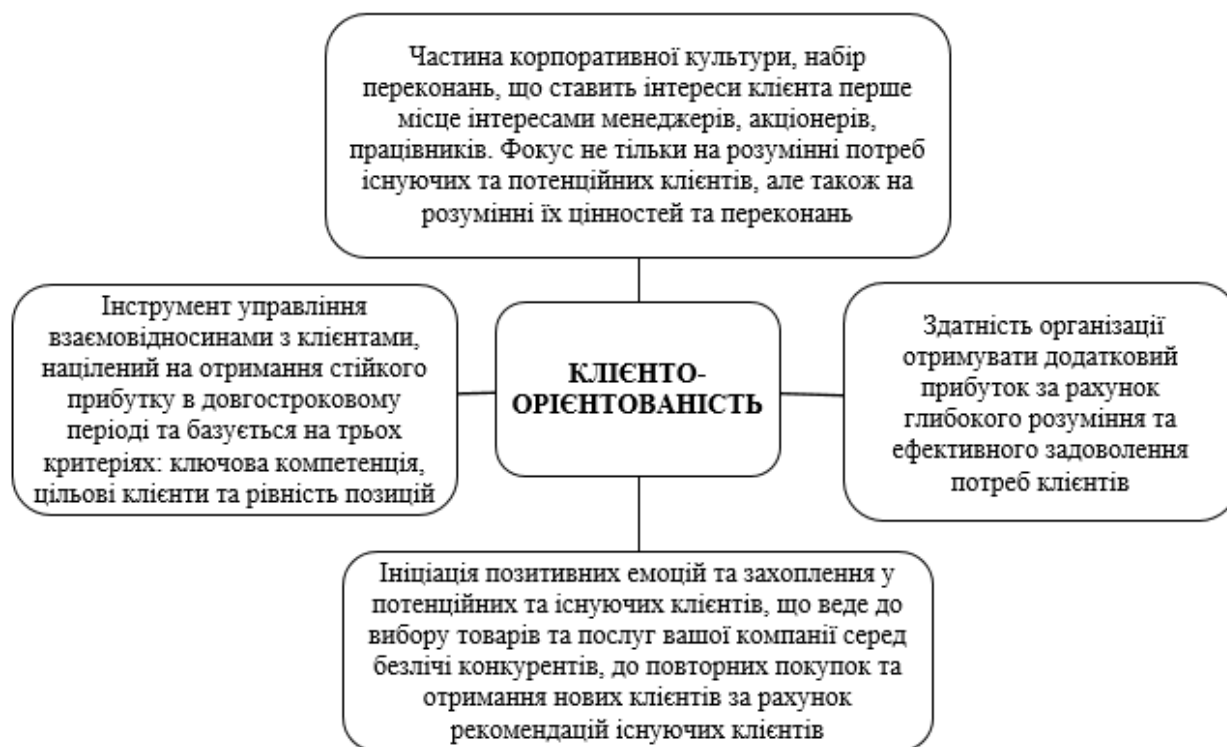 Частина корпоративної культури, набір
переконань, що ставить інтереси клієнта перше
місце інтересами менеджерів, акціонерів,
працівників. Фокус не тільки на розумінні потреб
існуючих та потенційних клієнтів, але також на
розумінні їх цінностей та переконань
Інструмент управління
взаємовідносинами з клієнтами,
націлений на отримання стійкого
прибутку в довгостроковому
періоді та базується на трьох
критеріях: ключова компетенція,
цільові клієнти та рівність позицій
КЛІЄНТО-
ОРІЄНТОВАНІСТЬ
Здатність організації
отримувати додатковий
прибуток за рахунок
глибокого розуміння та
ефективного задоволення
потреб клієнтів
Ініціація позитивних емоцій та захоплення у
потенційних та існуючих клієнтів, що веде до
вибору товарів та послуг вашої компанії серед
безлічі конкурентів, до повторних покупок та
отримання нових клієнтів за рахунок
рекомендацій існуючих клієнтів